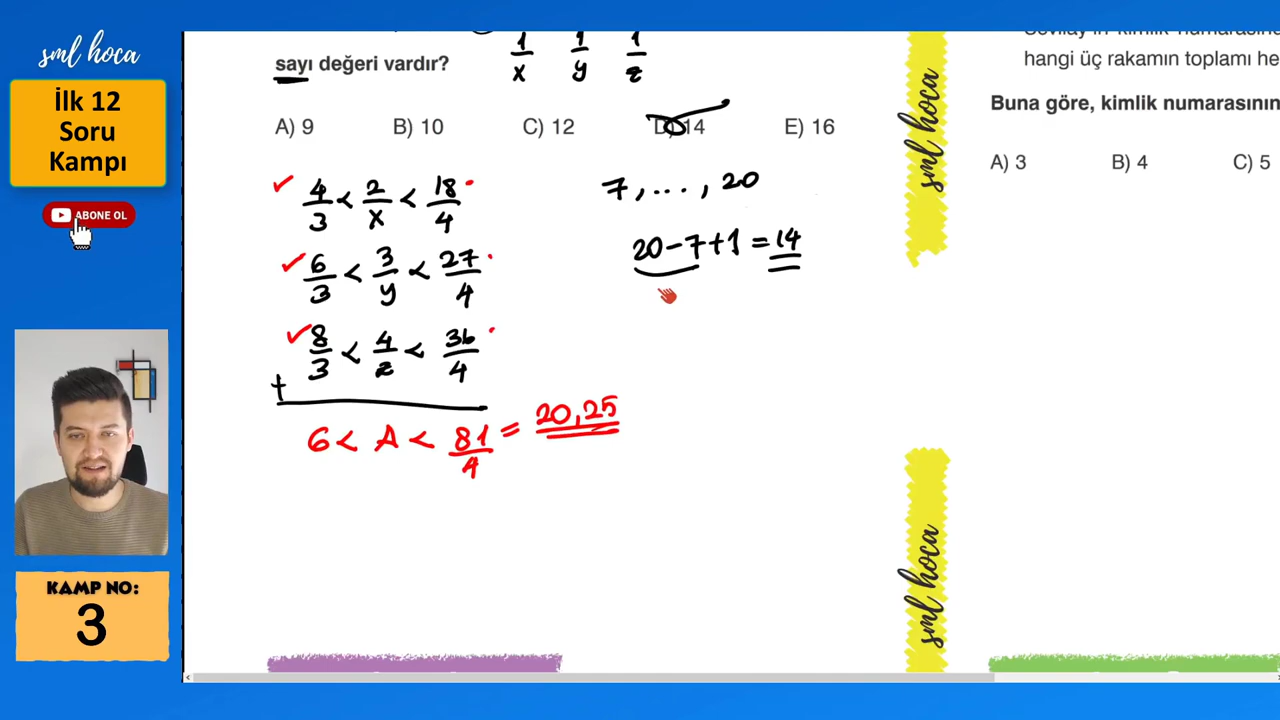 sml hoca
İlk 12
Soru
Kampı
ABONE OL
KAMP NO:
3
1/x 1/y 1/z
sayı değeri vardır?
A) 9 B) 10 C) 12 D) 14 E) 16
4/3 < 2/x < 18/4
6/3 < 3/y < 27/4
8/3 < 4/z < 36/4
+
6 < A < 81/4 = 20,25
7, ..., 20
20-7+1 = 14
sml hoca
sml hoca
hangi üç rakamın toplamı he
Buna göre, kimlik numarasının
A) 3 B) 4 C) 5